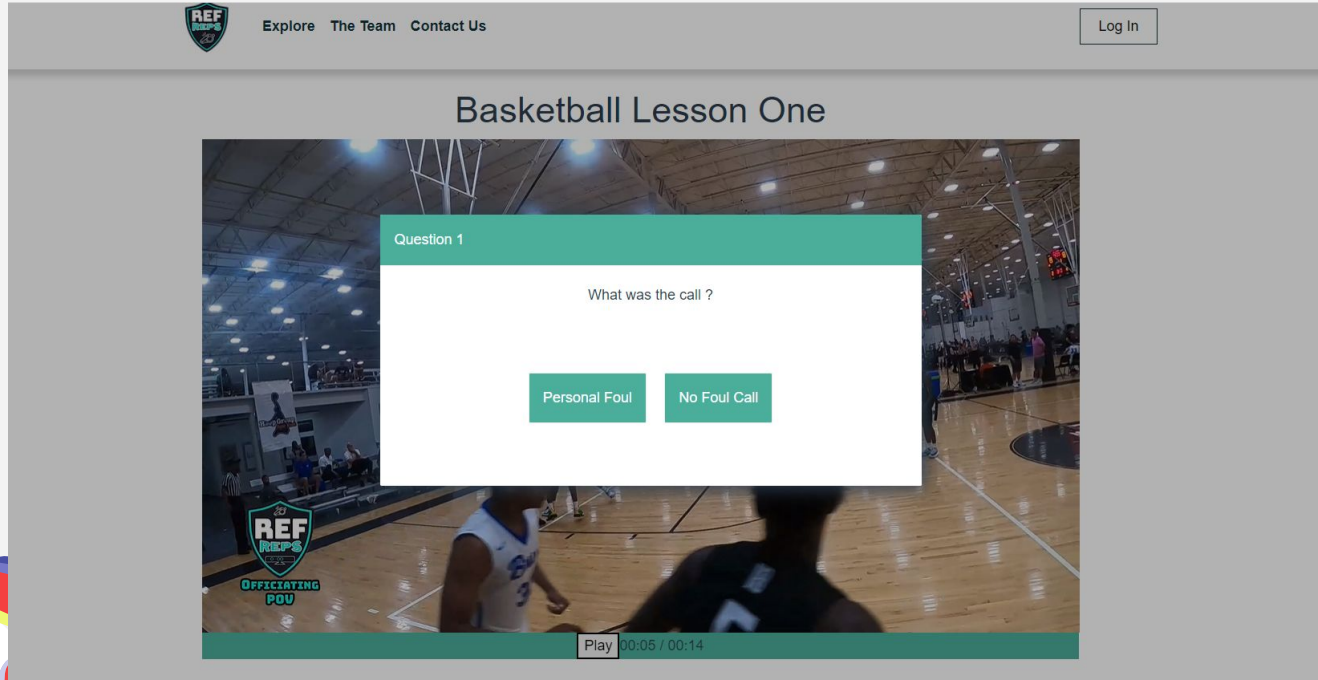 REF
REPS
Explore The Team Contact Us
Log In
Basketball Lesson One
Question 1
What was the call ?
Personal Foul No Foul Call
REF
REPS
OFFICIATING
POV
Play 00:05 / 00:14